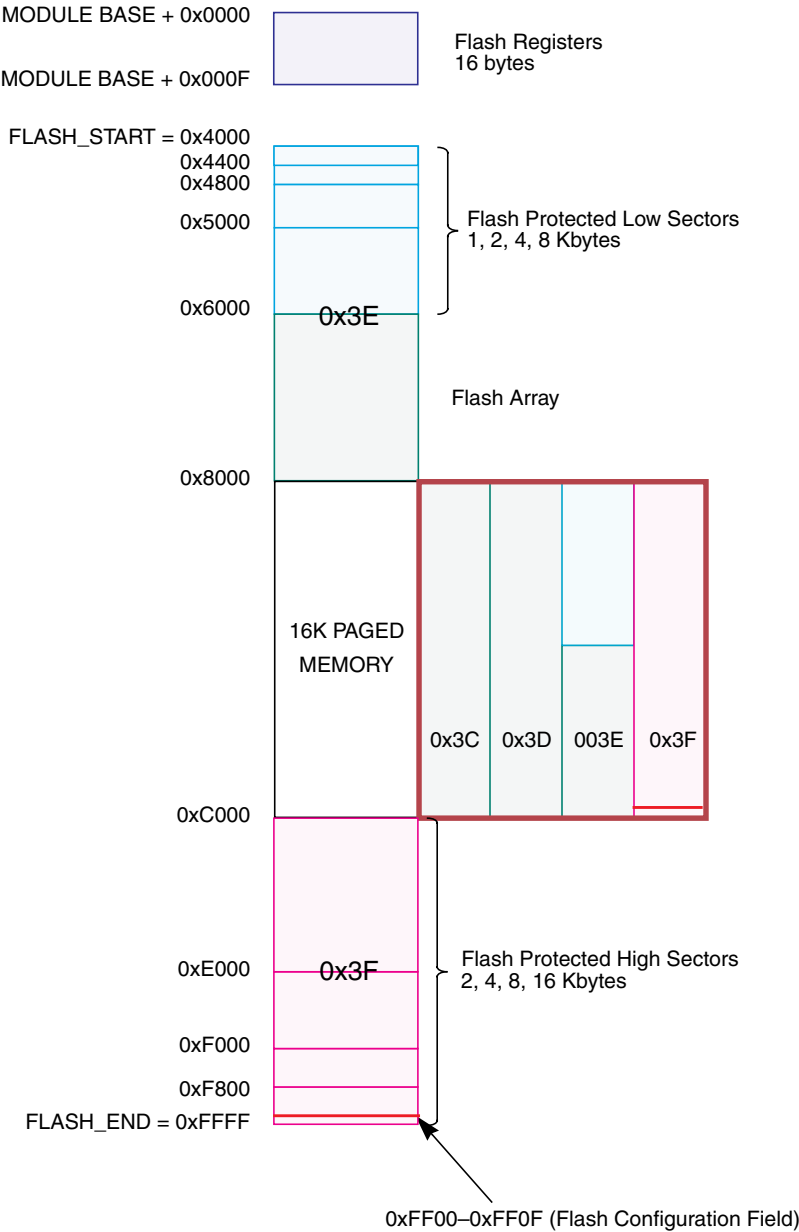 MODULE BASE + 0x0000
Flash Registers
16 bytes
MODULE BASE + 0x000F
FLASH_START = 0x4000
0x4400
0x4800
0x5000
Flash Protected Low Sectors
1, 2, 4, 8 Kbytes
0x6000
0x3E
Flash Array
0x8000
16K PAGED
MEMORY
0x3C
0x3D
003E
0x3F
0xC000
0xE000
0x3F
Flash Protected High Sectors
2, 4, 8, 16 Kbytes
0xF000
0xF800
FLASH_END = 0xFFFF
0xFF00–0xFF0F (Flash Configuration Field)